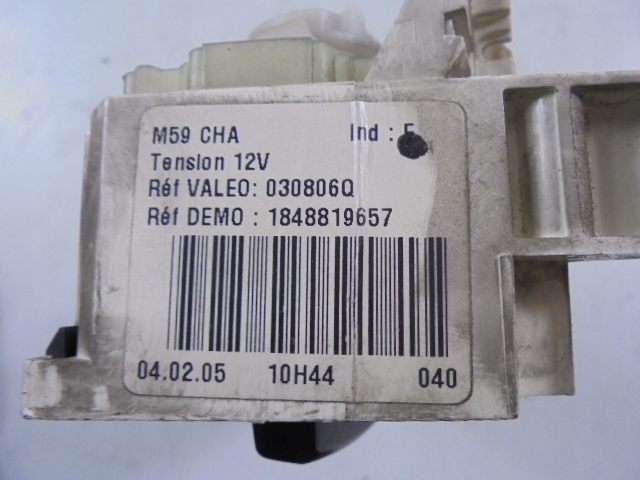 M59 CHA Ind :
Tension 12V
Réf VALEO: 030806Q
Réf DEMO : 1848819657
04.02.05 10H44 040